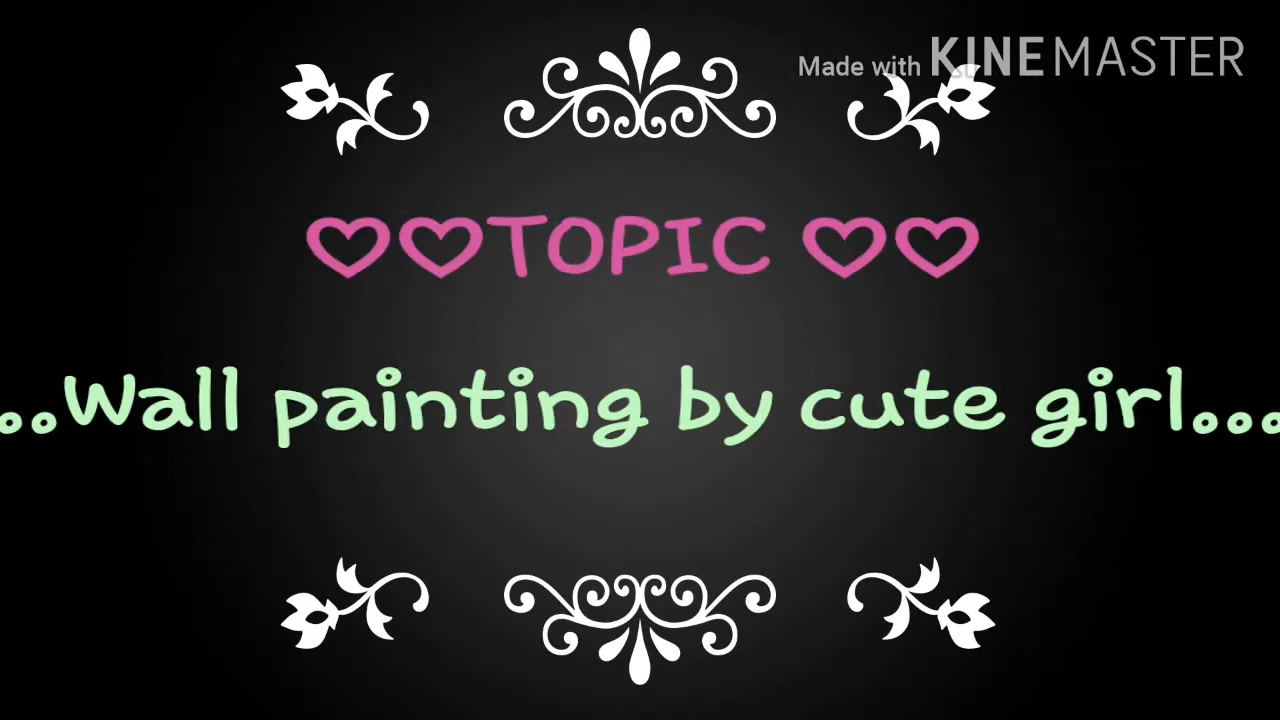 Made with KINEMASTER
♡♡TOPIC ♡♡
...Wall painting by cute girl...